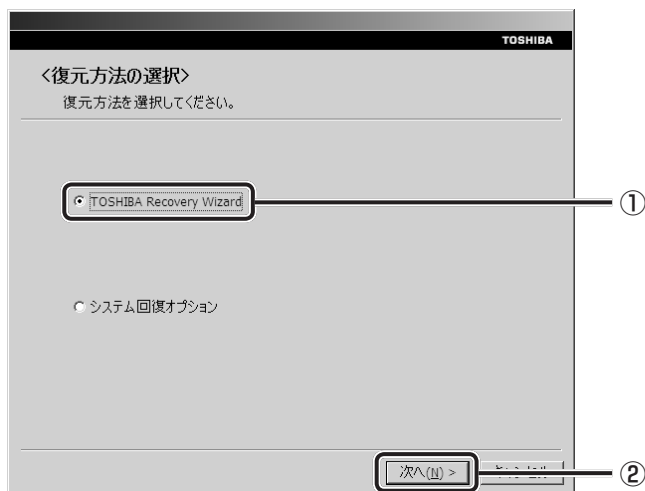 TOSHIBA
<復元方法の選択>
復元方法を選択してください。
TOSHIBA Recovery Wizard
①
システム回復オプション
次へ(N) >
②